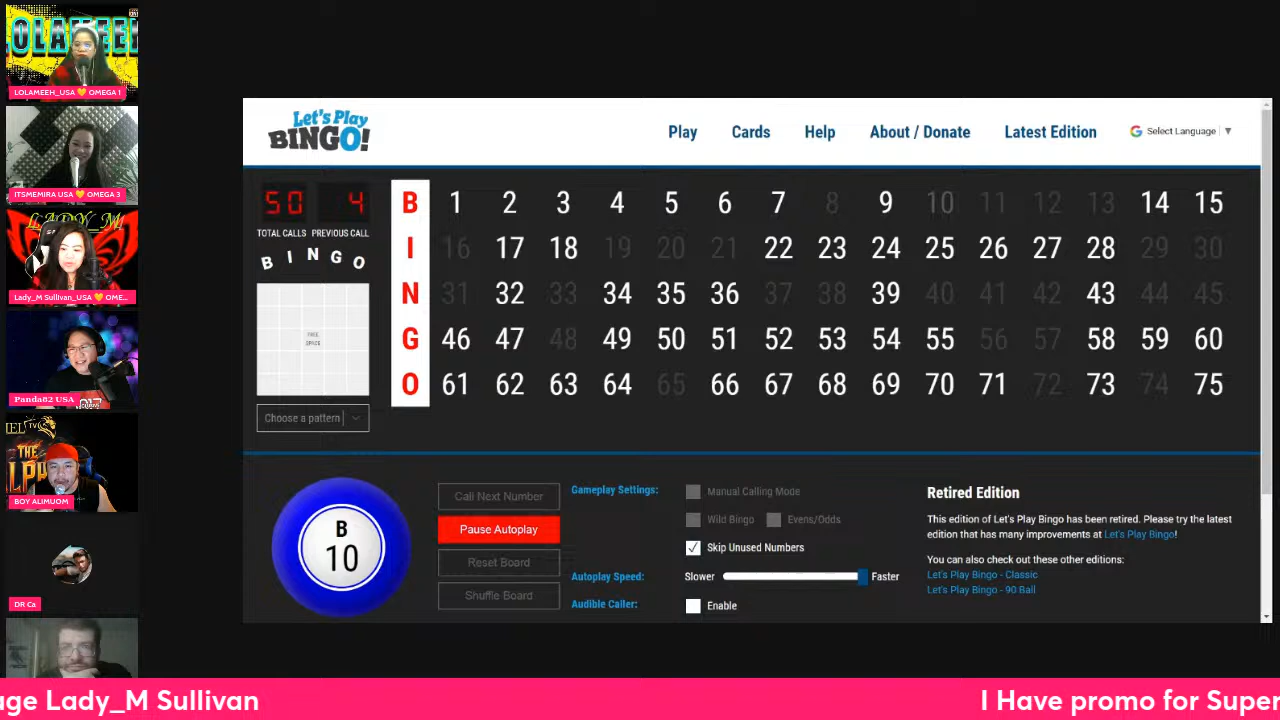 LOLAMEEH
LOLAMEEH_USA 💛 OMEGA 1
ITSMEMIRA USA 💛 OMEGA 3
LADY_M
Lady_M Sullivan_USA 💛 OME...
Panda82 USA
THE
BOY ALIMUOM
DR Ca
Let's Play
BINGO!
Play Cards Help About / Donate Latest Edition Select Language ▼
50 4
TOTAL CALLS PREVIOUS CALL
B I N G O
FREE
SPACE
Choose a pattern
B 1 2 3 4 5 6 7 8 9 10 11 12 13 14 15
I 16 17 18 19 20 21 22 23 24 25 26 27 28 29 30
N 31 32 33 34 35 36 37 38 39 40 41 42 43 44 45
G 46 47 48 49 50 51 52 53 54 55 56 57 58 59 60
O 61 62 63 64 65 66 67 68 69 70 71 72 73 74 75
B
10
Call Next Number
Pause Autoplay
Reset Board
Shuffle Board
Gameplay Settings:
Manual Calling Mode
Wild Bingo Evens/Odds
Skip Unused Numbers
Autoplay Speed: Slower Faster
Audible Caller: Enable
Retired Edition
This edition of Let's Play Bingo has been retired. Please try the latest
edition that has many improvements at Let's Play Bingo!
You can also check out these other editions:
Let's Play Bingo - Classic
Let's Play Bingo - 90 Ball
age Lady_M Sullivan I Have promo for Super